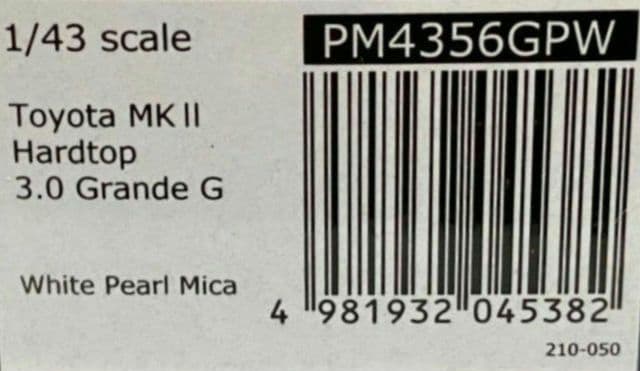 1/43 scale
PM4356GPW
Toyota MK II
Hardtop
3.0 Grande G
White Pearl Mica
4 981932 045382
210-050